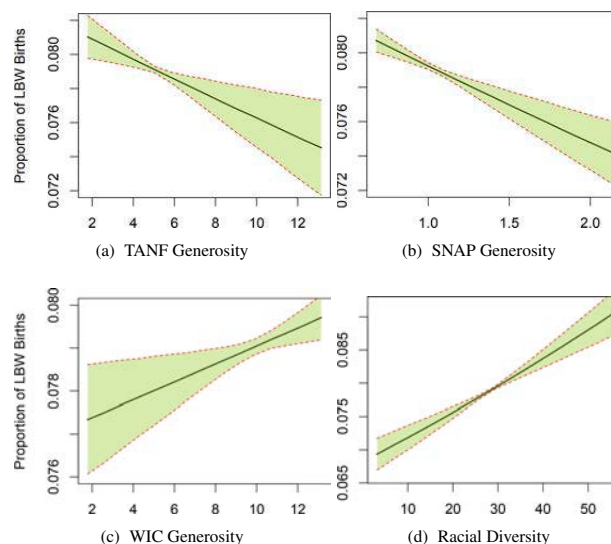 Proportion of LBW Births
0.072 0.076 0.080
2 4 6 8 10 12
(a) TANF Generosity
0.072 0.076 0.080
1.0 1.5 2.0
(b) SNAP Generosity
Proportion of LBW Births
0.076 0.078 0.080
2 4 6 8 10 12
(c) WIC Generosity
0.065 0.075 0.085
10 20 30 40 50
(d) Racial Diversity